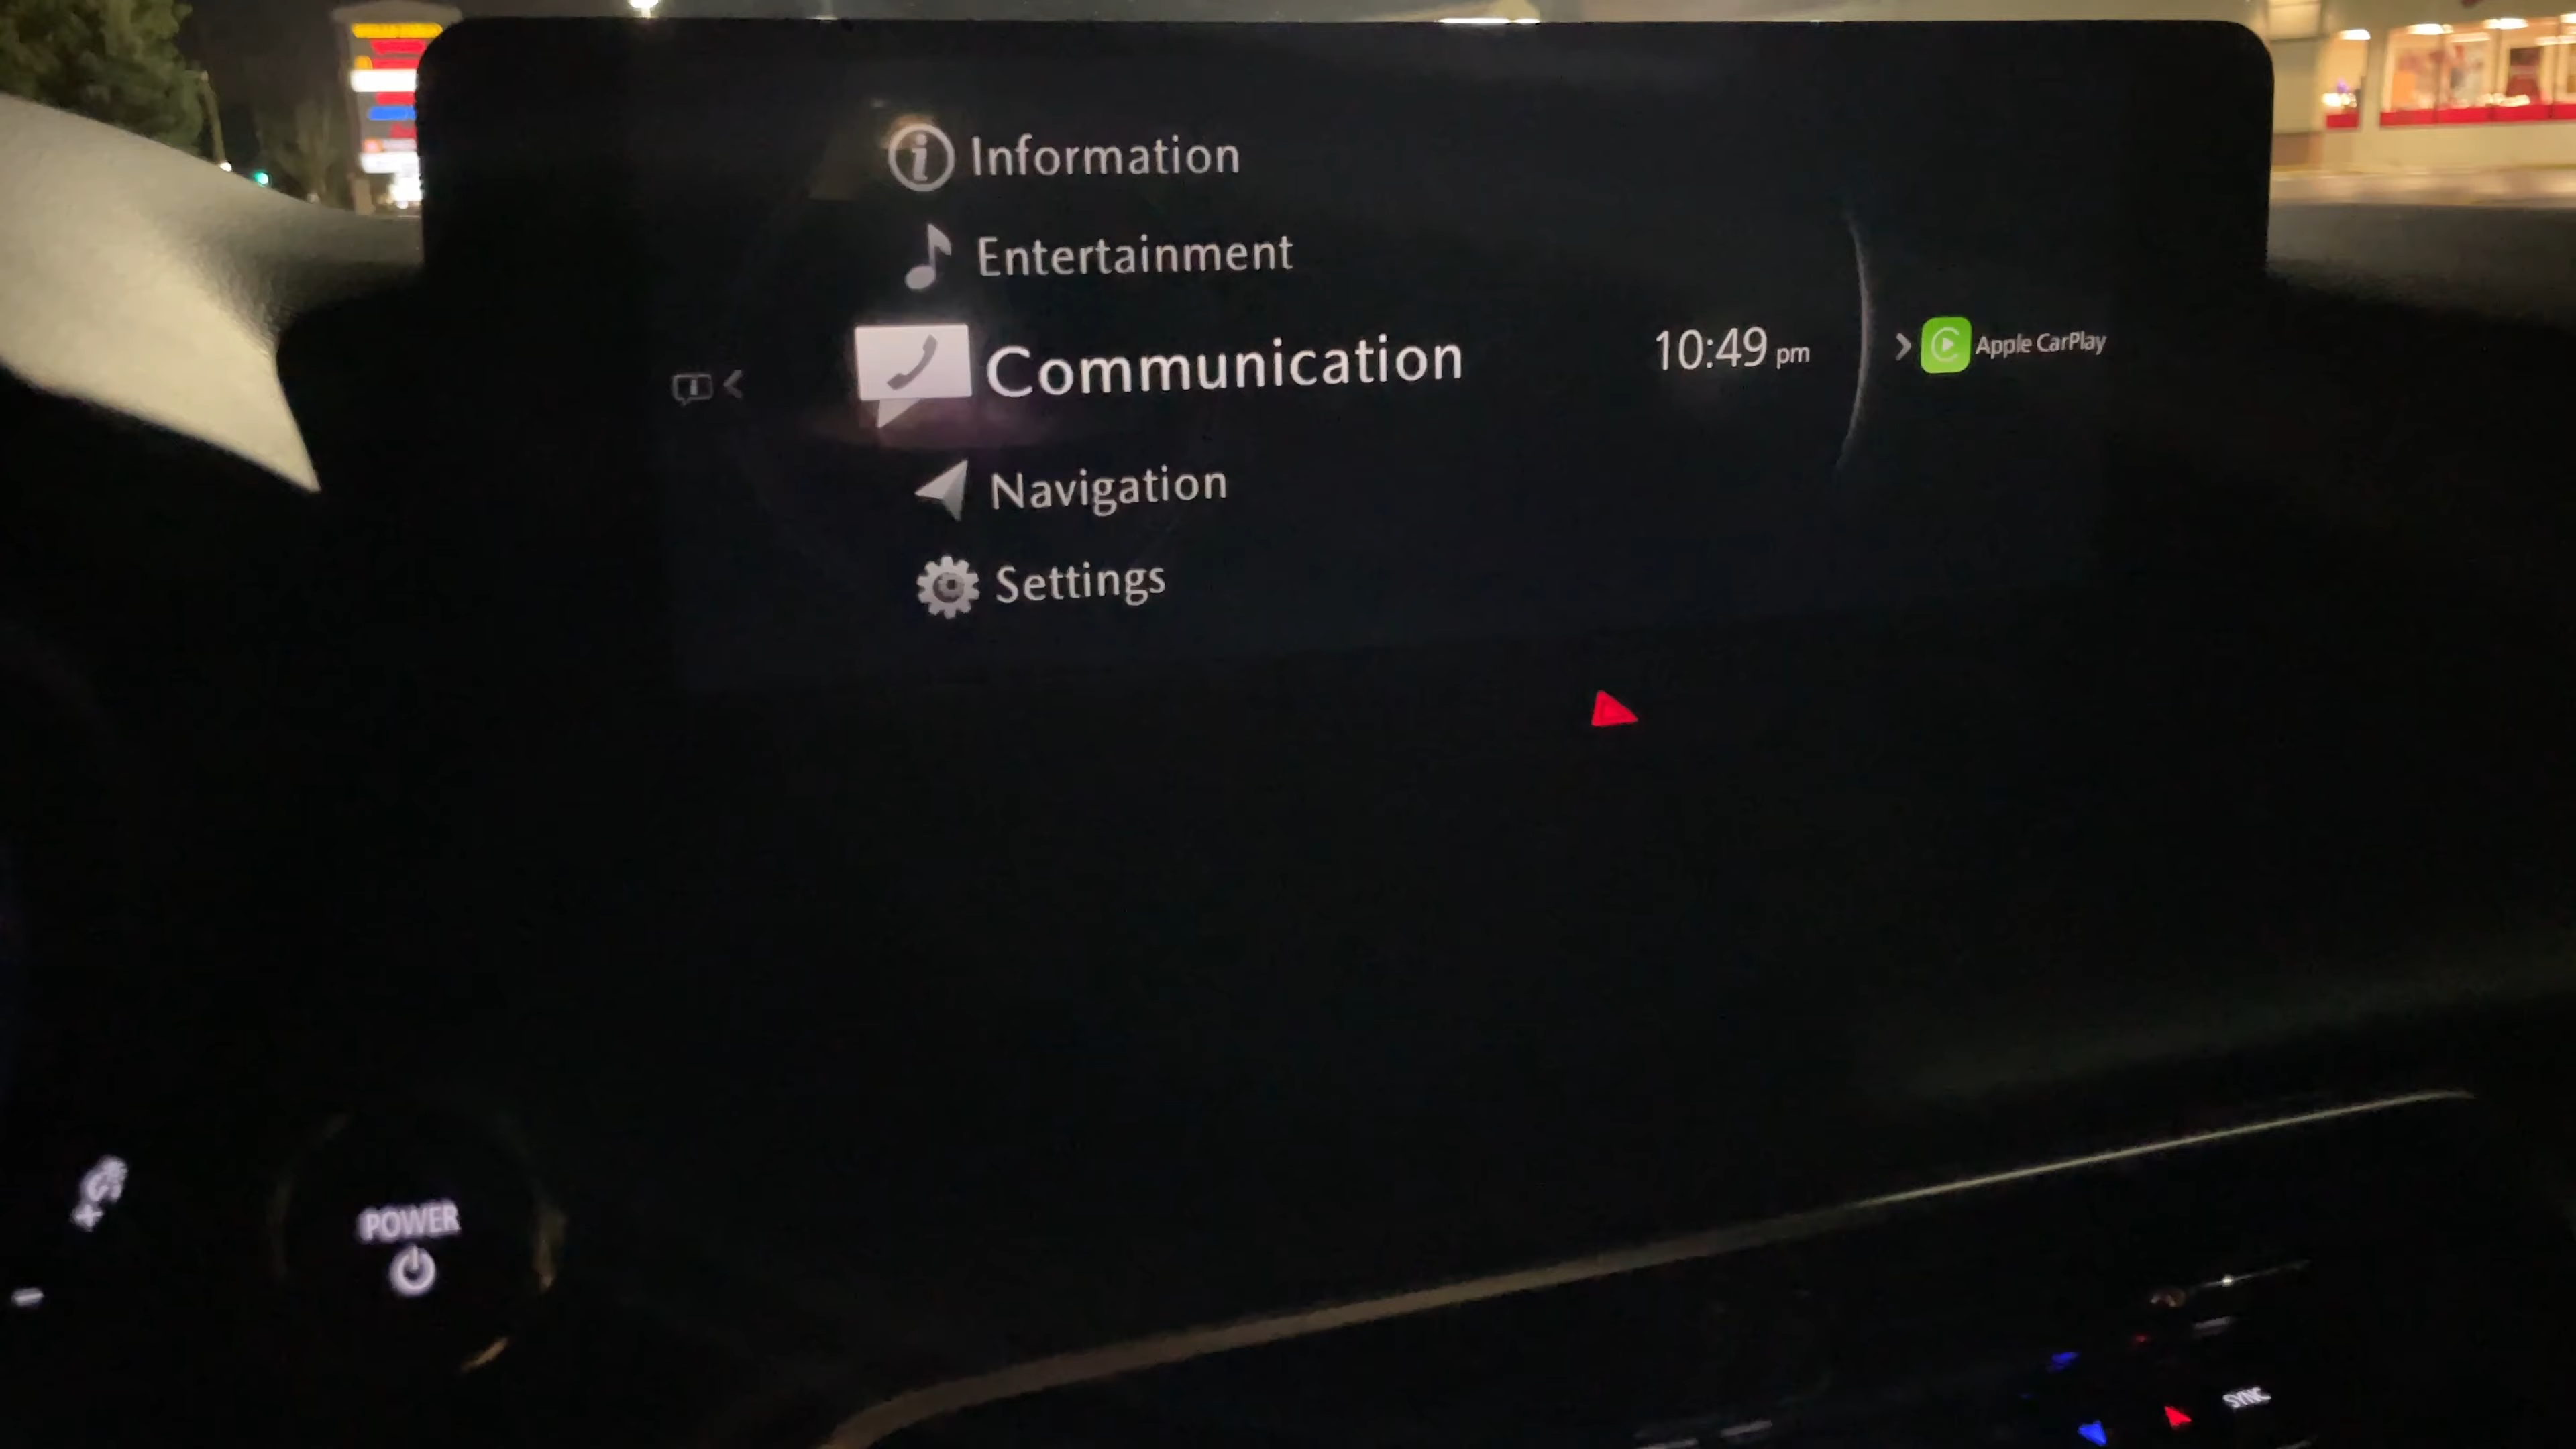 Information
Entertainment
Communication
10:49 pm
Apple CarPlay
Navigation
Settings
POWER
SYNC